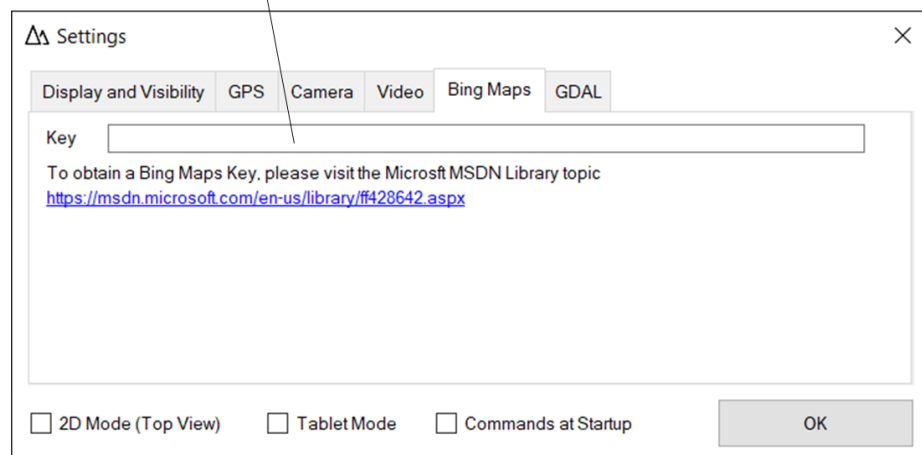 Settings
Display and Visibility GPS Camera Video Bing Maps GDAL
Key
To obtain a Bing Maps Key, please visit the Microsft MSDN Library topic
https://msdn.microsoft.com/en-us/library/ff428642.aspx
2D Mode (Top View) Tablet Mode Commands at Startup OK